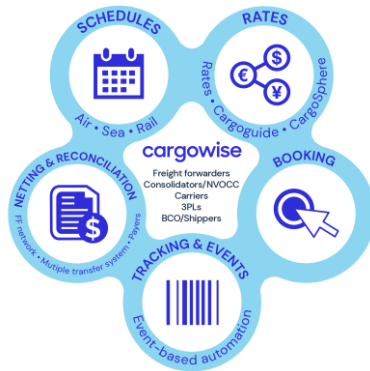 SCHEDULES
Air • Sea • Rail
RATES
Rates • Cargoguide • CargoSphere
$
€
¥
cargowise
Freight forwarders
Consolidators/NVOCC
Carriers
3PLs
BCO/Shippers
BOOKING
NETTING & RECONCILIATION
$
FF network • Mutiple transfer system • Payers
TRACKING & EVENTS
Event-based automation